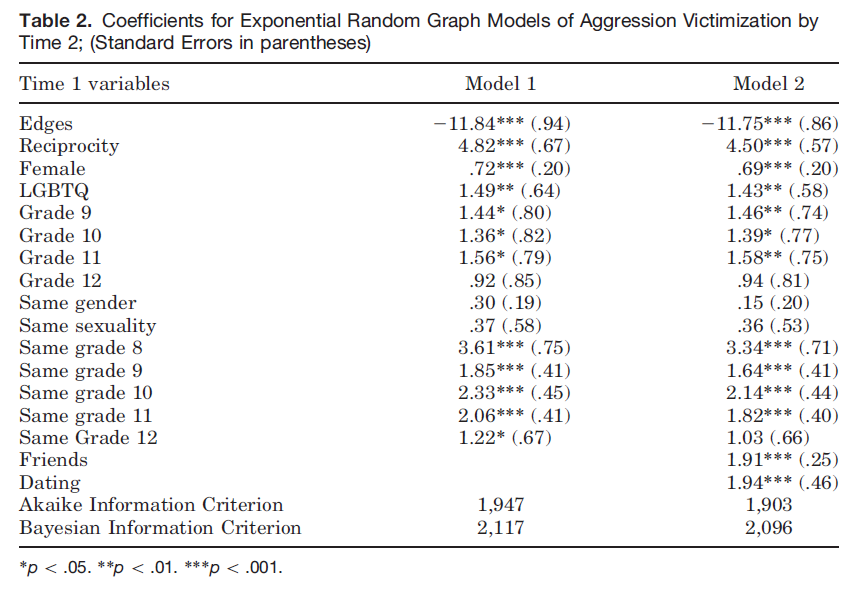 Table 2. Coefficients for Exponential Random Graph Models of Aggression Victimization by
Time 2; (Standard Errors in parentheses)
Time 1 variables Model 1 Model 2
Edges −11.84*** (.94) −11.75*** (.86)
Reciprocity 4.82*** (.67) 4.50*** (.57)
Female .72*** (.20) .69*** (.20)
LGBTQ 1.49** (.64) 1.43** (.58)
Grade 9 1.44* (.80) 1.46** (.74)
Grade 10 1.36* (.82) 1.39* (.77)
Grade 11 1.56* (.79) 1.58** (.75)
Grade 12 .92 (.85) .94 (.81)
Same gender .30 (.19) .15 (.20)
Same sexuality .37 (.58) .36 (.53)
Same grade 8 3.61*** (.75) 3.34*** (.71)
Same grade 9 1.85*** (.41) 1.64*** (.41)
Same grade 10 2.33*** (.45) 2.14*** (.44)
Same grade 11 2.06*** (.41) 1.82*** (.40)
Same Grade 12 1.22* (.67) 1.03 (.66)
Friends 1.91*** (.25)
Dating 1.94*** (.46)
Akaike Information Criterion 1,947 1,903
Bayesian Information Criterion 2,117 2,096
*p < .05. **p < .01. ***p < .001.